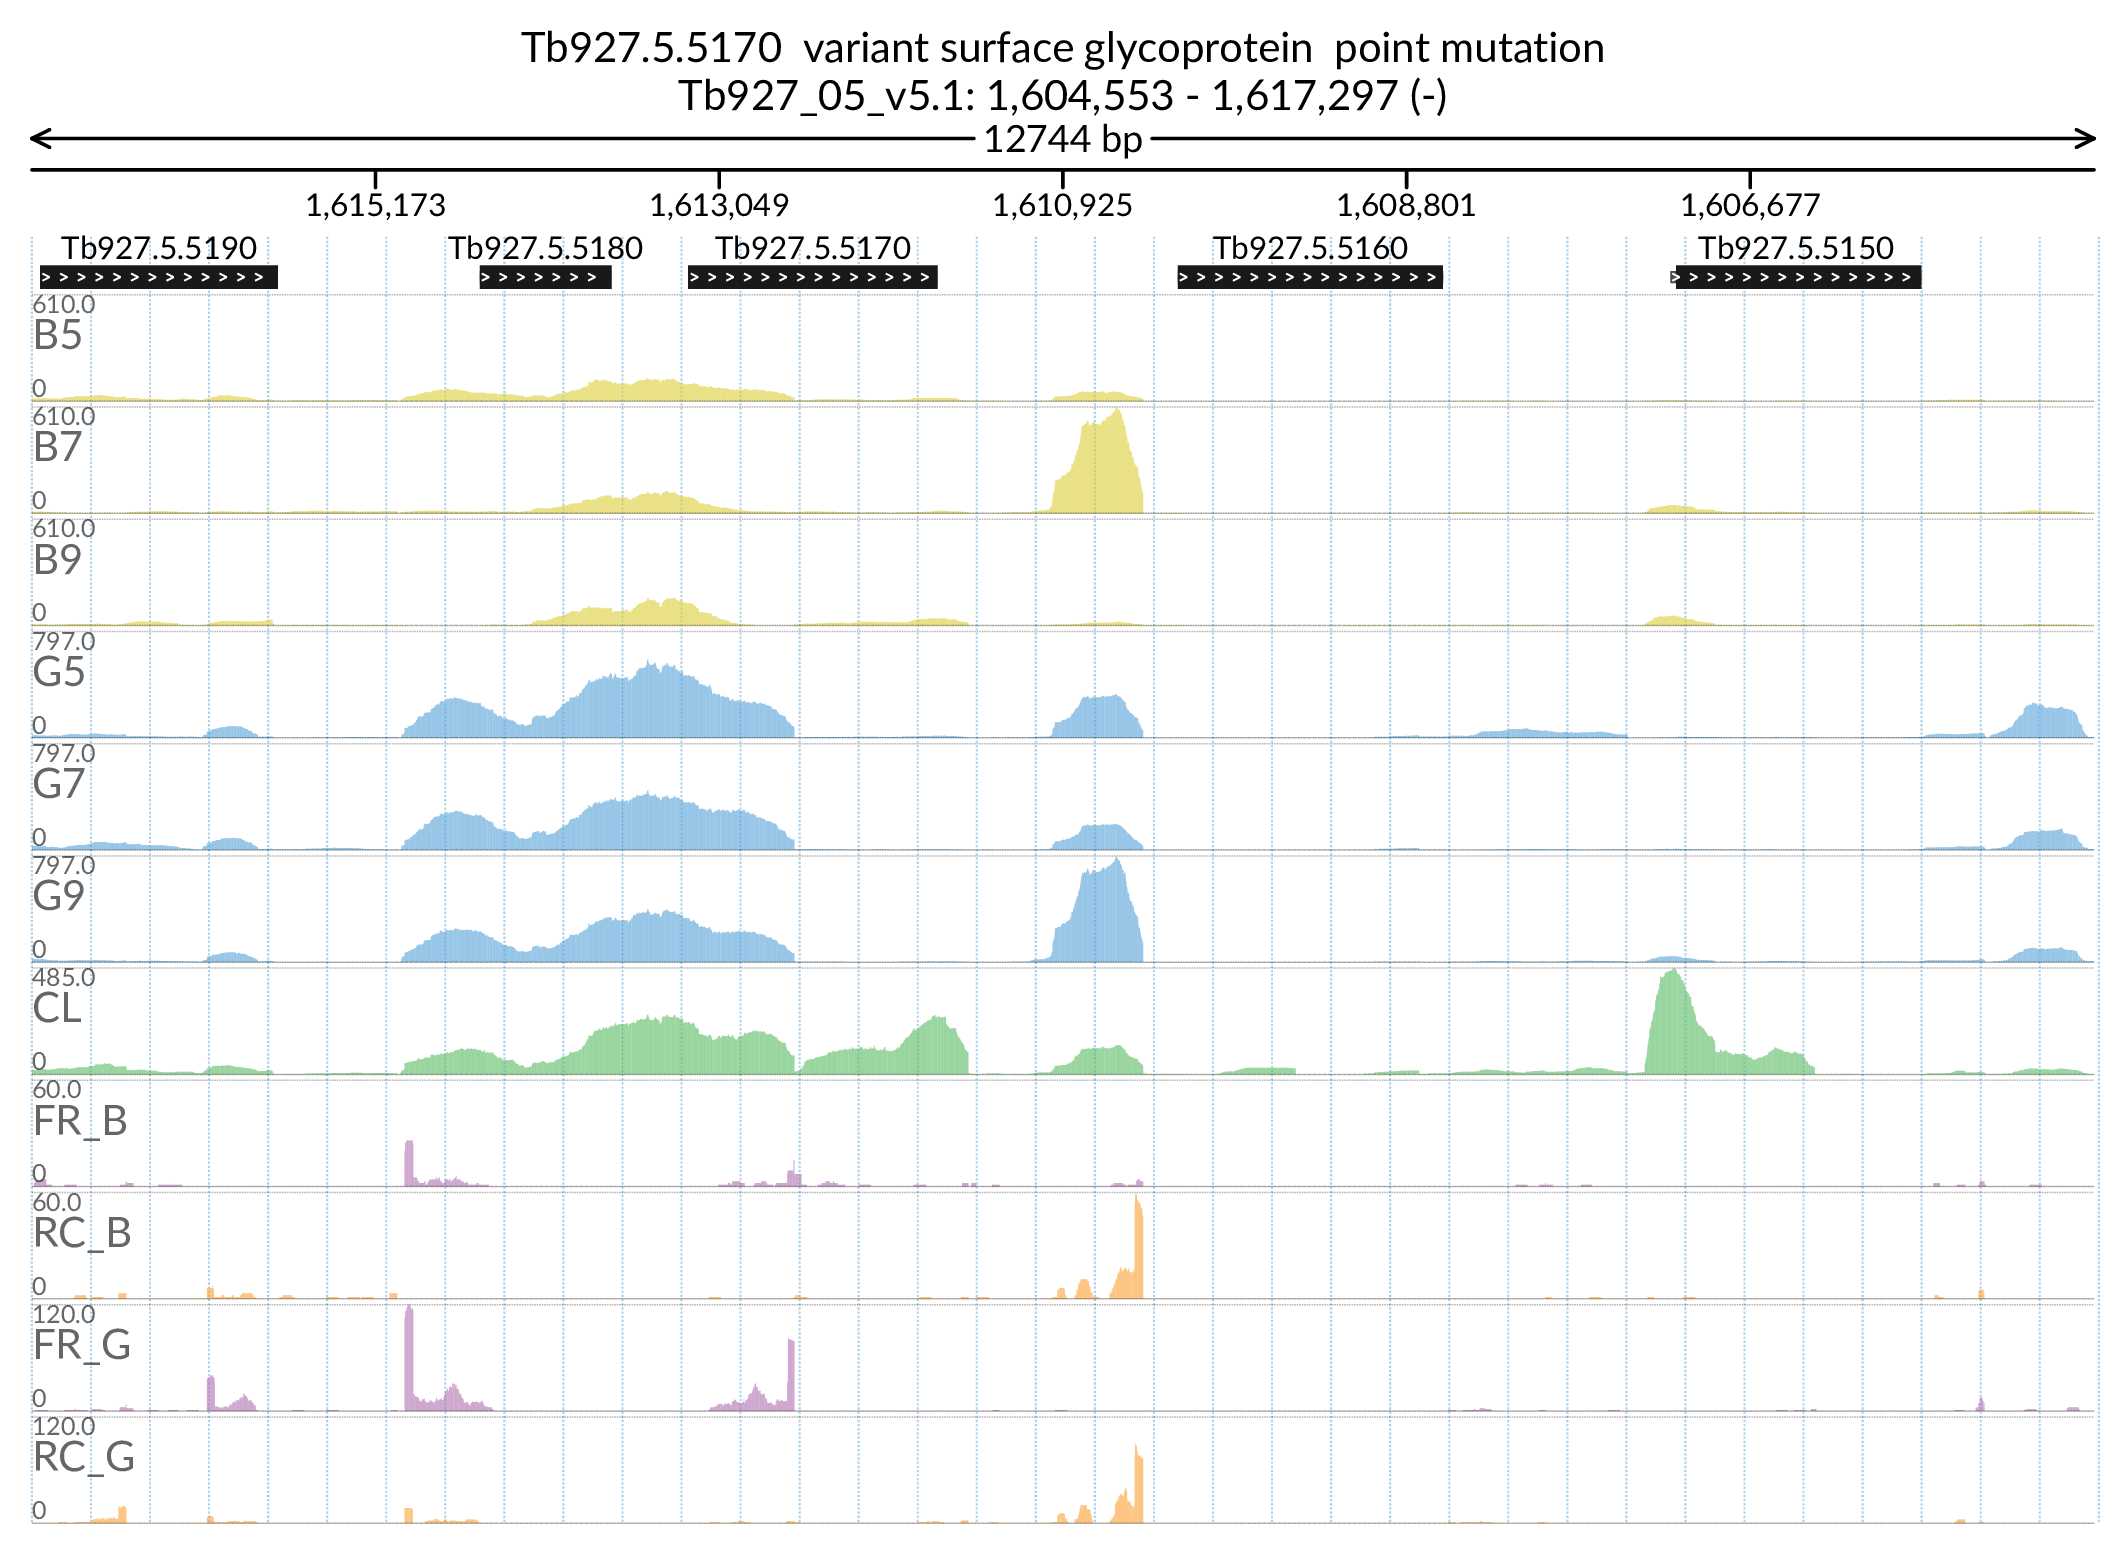 Tb927.5.5170 variant surface glycoprotein point mutation
Tb927_05_v5.1: 1,604,553 - 1,617,297 (-)
12744 bp
1,615,173 1,613,049 1,610,925 1,608,801 1,606,677
Tb927.5.5190 Tb927.5.5180 Tb927.5.5170 Tb927.5.5160 Tb927.5.5150
610.0
B5
0
610.0
B7
0
610.0
B9
0
797.0
G5
0
797.0
G7
0
797.0
G9
0
485.0
CL
0
60.0
FR_B
0
60.0
RC_B
0
120.0
FR_G
0
120.0
RC_G
0